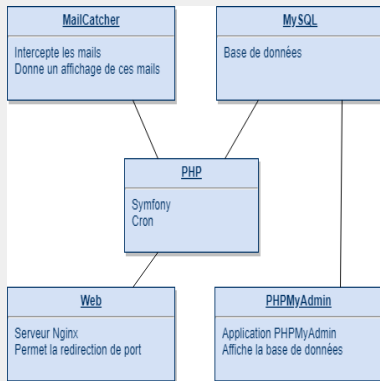 MailCatcher
Intercepte les mails
Donne un affichage de ces mails
MySQL
Base de données
PHP
Symfony
Cron
Web
Serveur Nginx
Permet la redirection de port
PHPMyAdmin
Application PHPMyAdmin
Affiche la base de données